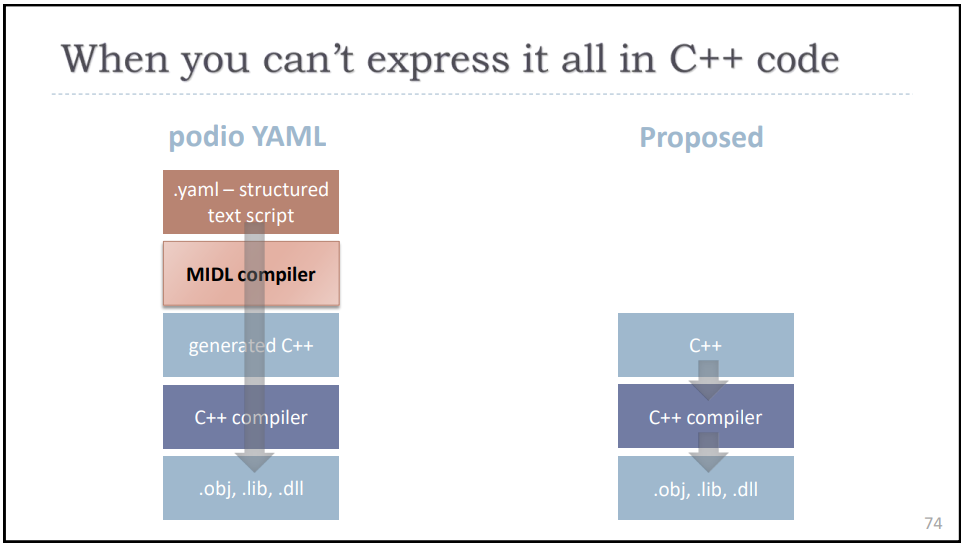 When you can’t express it all in C++ code
podio YAML
.yaml – structured
text script
MIDL compiler
generated C++
C++ compiler
.obj, .lib, .dll
Proposed
C++
C++ compiler
.obj, .lib, .dll
74